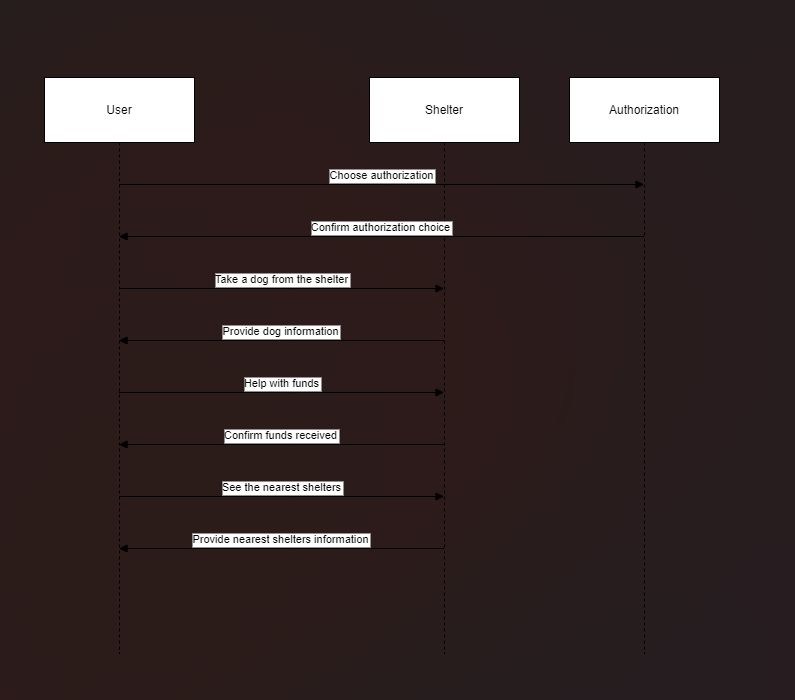 User
Shelter
Authorization
Choose authorization
Confirm authorization choice
Take a dog from the shelter
Provide dog information
Help with funds
Confirm funds received
See the nearest shelters
Provide nearest shelters information